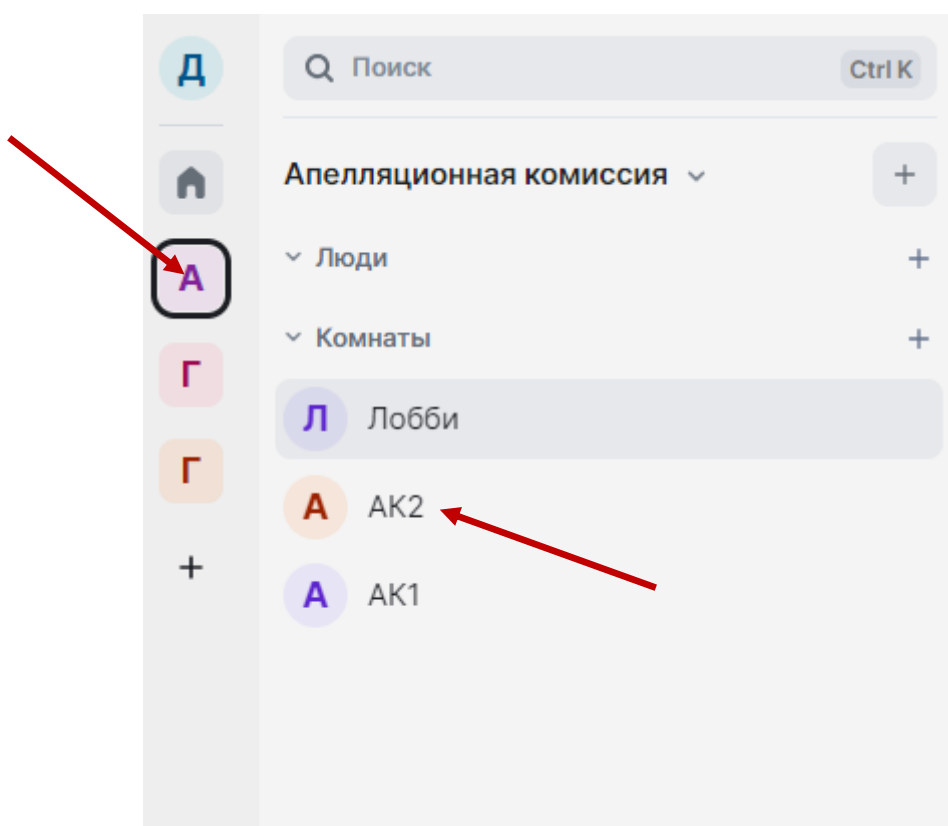 Д
Поиск Ctrl K
Апелляционная комиссия
А
Люди
Комнаты
Г
Л Лобби
Г
А АК2
А АК1